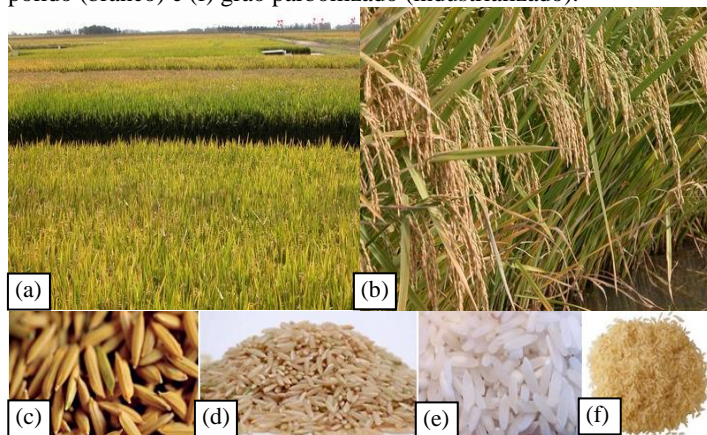 polido (branco) e (f) grão parboilizado (industrializado).
(a)
(b)
(c)
(d)
(e)
(f)